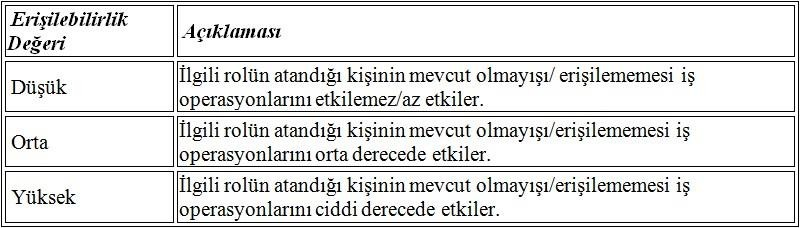 Erişilebilirlik
Değeri
Açıklaması
Düşük
İlgili rolün atandığı kişinin mevcut olmayışı/ erişilememesi iş
operasyonlarını etkilemez/az etkiler.
Orta
İlgili rolün atandığı kişinin mevcut olmayışı/erişilememesi iş
operasyonlarını orta derecede etkiler.
Yüksek
İlgili rolün atandığı kişinin mevcut olmayışı/erişilememesi iş
operasyonlarını ciddi derecede etkiler.